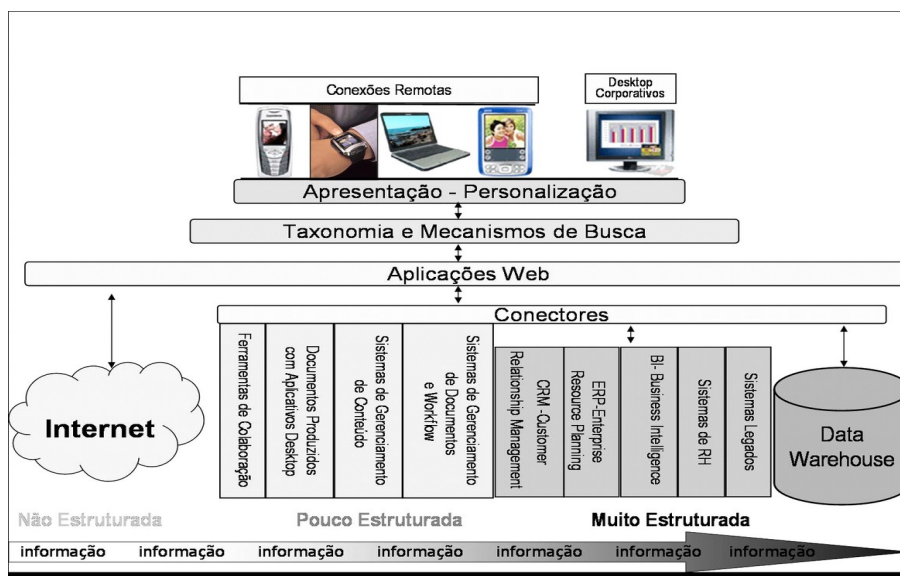 Conexões Remotas
Desktop
Corporativos
Apresentação - Personalização
Taxonomia e Mecanismos de Busca
Aplicações Web
Conectores
Ferramentas de Colaboração
Documentos Produzidos
com Aplicativos Desktop
Sistemas de Gerenciamento
de Conteúdo
Sistemas de Gerenciamento
de Documentos
e Workflow
CRM -Customer
Relationship Management
ERP-Enterprise
Resource Planning
BI- Business Intelligence
Sistemas de RH
Sistemas Legados
Internet
Data
Warehouse
Não Estruturada
Pouco Estruturada
Muito Estruturada
informação informação informação informação informação informação informação